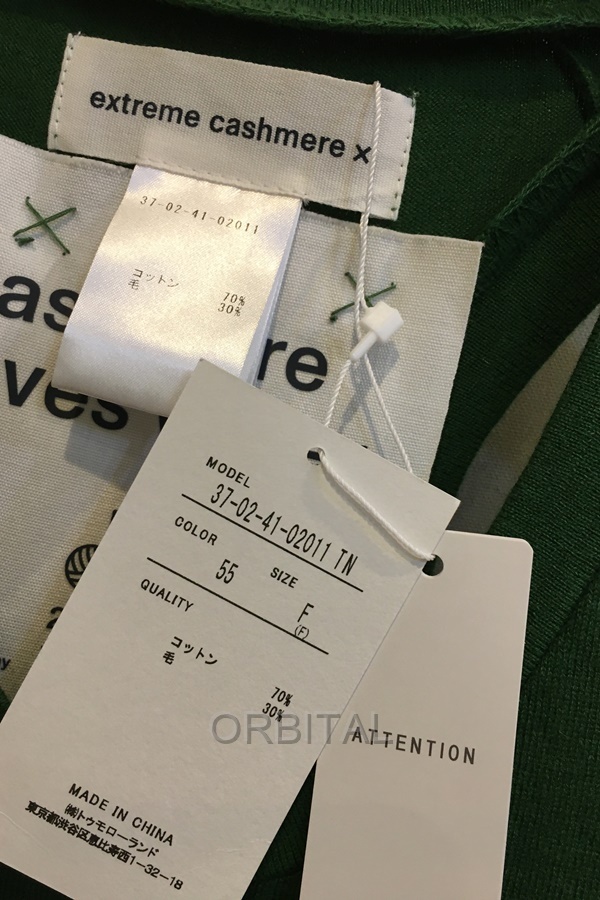 extreme cashmere x
37-02-41-02011
コットン 70%
毛 30%
MODEL
37-02-41-02011 TN
COLOR
55
SIZE
F
(F)
QUALITY
コットン 70%
毛 30%
MADE IN CHINA
㈱トゥモローランド
東京都渋谷区恵比寿西1-32-18
ATTENTION
ORBITAL